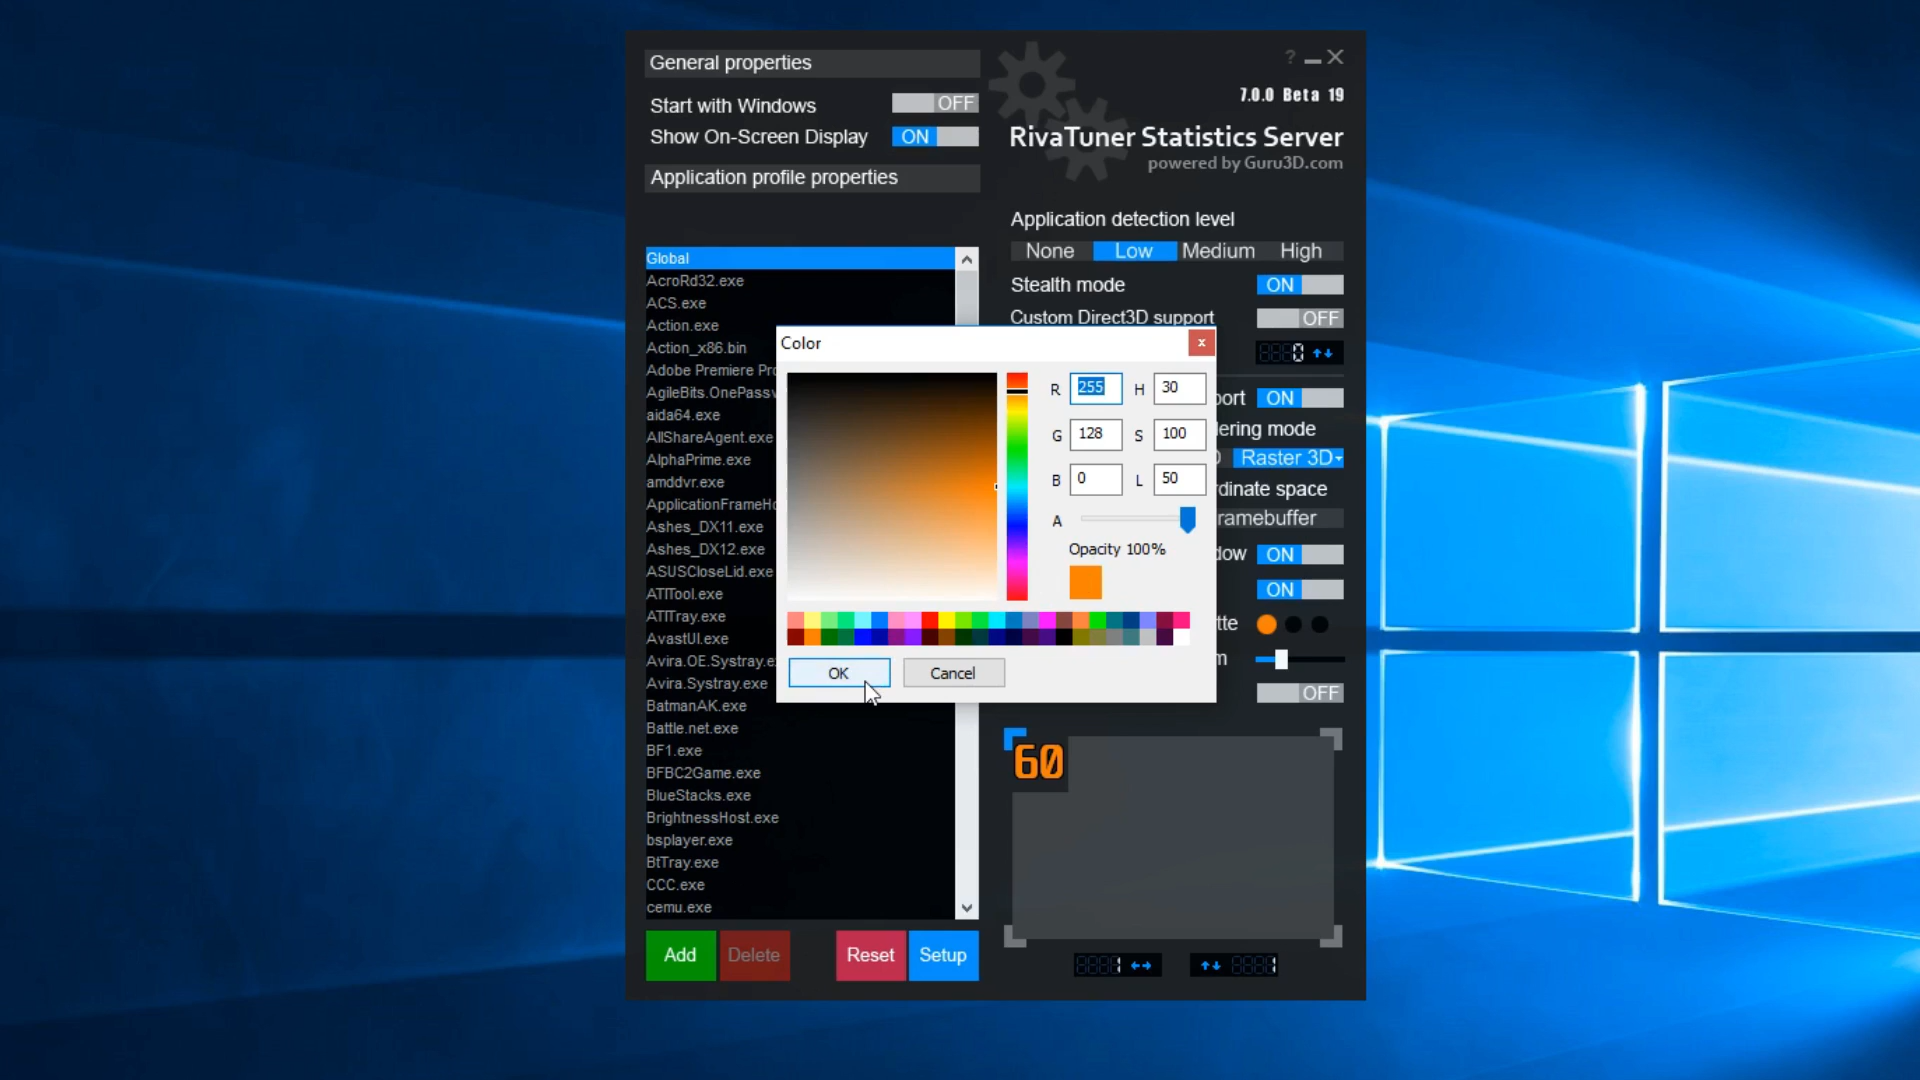 General properties
Start with Windows OFF
Show On-Screen Display ON
Application profile properties
Global
AcroRd32.exe
ACS.exe
Action.exe
Action_x86.bin
Adobe Premiere Pro
AgileBits.OnePassw
aida64.exe
AllShareAgent.exe
AlphaPrime.exe
amddvr.exe
ApplicationFrameHo
Ashes_DX11.exe
Ashes_DX12.exe
ASUSCloseLid.exe
ATITool.exe
ATITray.exe
AvastUI.exe
Avira.OE.Systray.e
Avira.Systray.exe
BatmanAK.exe
Battle.net.exe
BF1.exe
BFBC2Game.exe
BlueStacks.exe
BrightnessHost.exe
bsplayer.exe
BtTray.exe
CCC.exe
cemu.exe
Add Delete Reset Setup
? 
7.0.0 Beta 19
RivaTuner Statistics Server
powered by Guru3D.com
Application detection level
None Low Medium High
Stealth mode ON
Custom Direct3D support OFF
0
ort ON
ering mode
Raster 3D
dinate space
ramebuffer
dow ON
ON
tte
m
OFF
Color x
R 255 H 30
G 128 S 100
B 0 L 50
A
Opacity 100%
OK Cancel
60
1 1